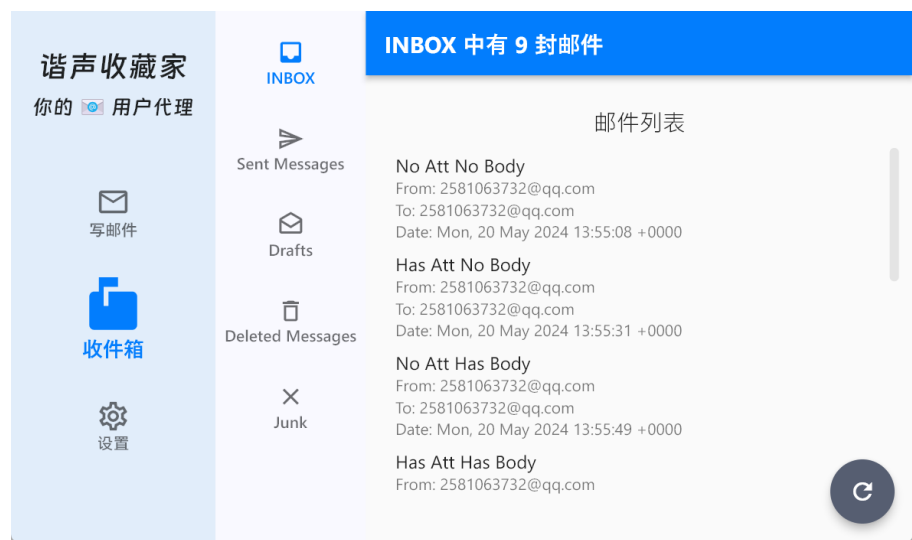 谐声收藏家
你的 📧 用户代理
写邮件
收件箱
设置
INBOX
Sent Messages
Drafts
Deleted Messages
Junk
INBOX 中有 9 封邮件
邮件列表
No Att No Body
From: 2581063732@qq.com
To: 2581063732@qq.com
Date: Mon, 20 May 2024 13:55:08 +0000
Has Att No Body
From: 2581063732@qq.com
To: 2581063732@qq.com
Date: Mon, 20 May 2024 13:55:31 +0000
No Att Has Body
From: 2581063732@qq.com
To: 2581063732@qq.com
Date: Mon, 20 May 2024 13:55:49 +0000
Has Att Has Body
From: 2581063732@qq.com